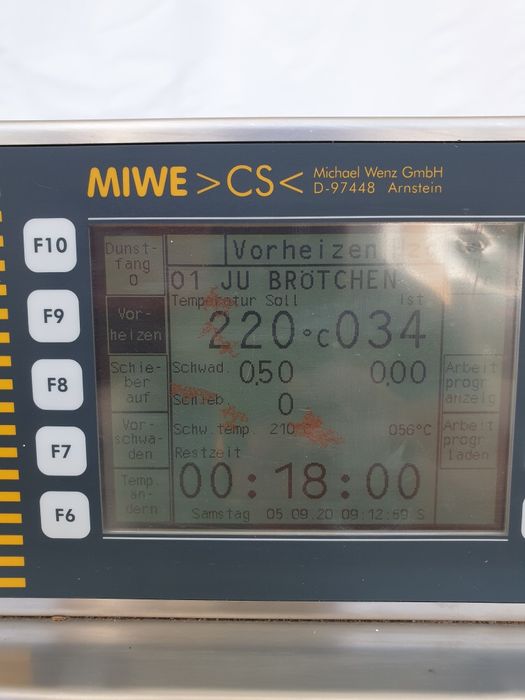 MIWE >CS< Michael Wenz GmbH
D-97448 Arnstein
F10
F9
F8
F7
F6
Dunst-
fang
0
Vor-
heizen
Schie-
ber
auf
Vor-
schwa-
den
Temp.
än-
dern
Vorheizen
01 JU BRÖTCHEN
Temperatur Soll Ist
220°C 034
Schwad. 0,50 0,00
Schieb. 0
Schw.temp. 210 056°C
Restzeit
00:18:00
Samstag 05.09.20 09:12:59 S
Arbeit
progr
anzeig
Arbeit
progr
laden